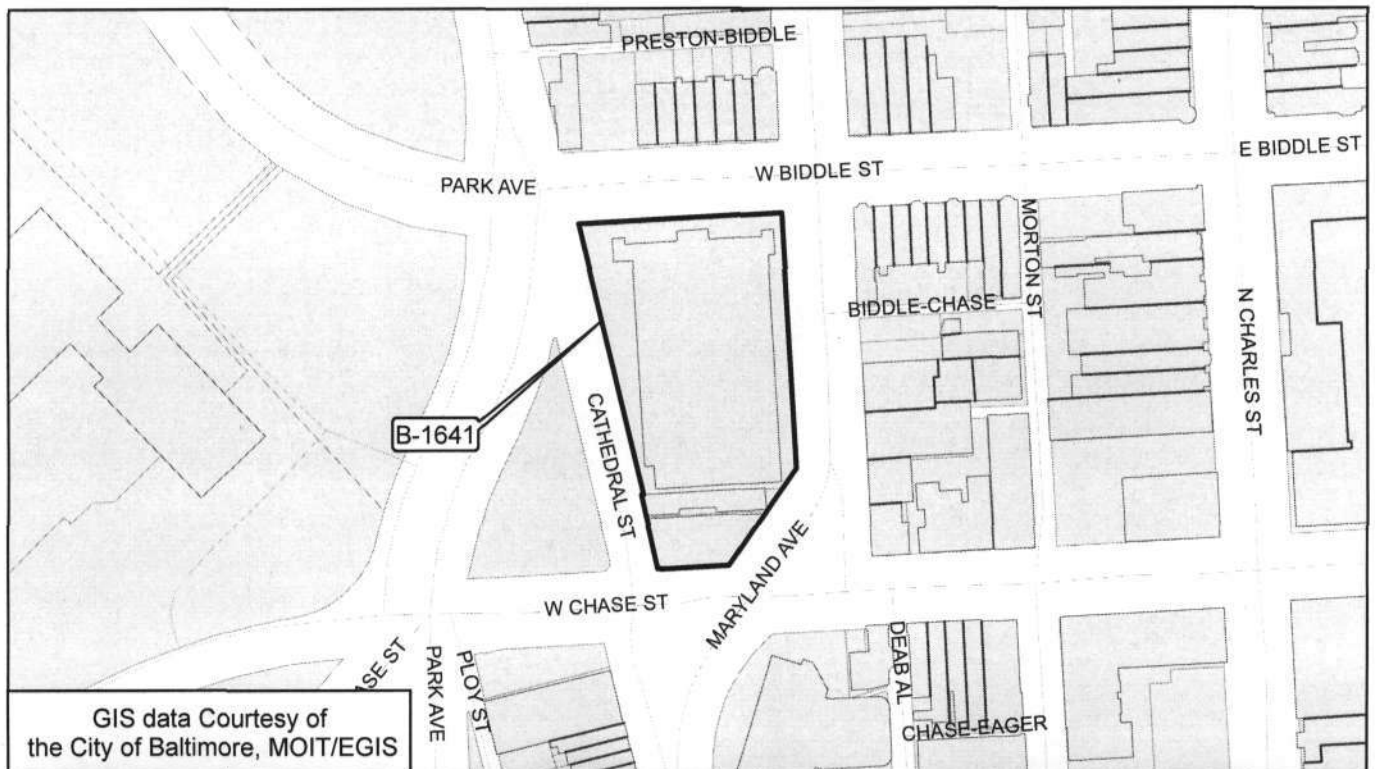 PRESTON-BIDDLE
E BIDDLE ST
W BIDDLE ST
PARK AVE
MORTON ST
BIDDLE-CHASE
N CHARLES ST
B-1641
CATHEDRAL ST
MARYLAND AVE
W CHASE ST
DEAB AL
ASE ST
PARK AVE
PLOY ST
CHASE-EAGER
GIS data Courtesy of
the City of Baltimore, MOIT/EGIS